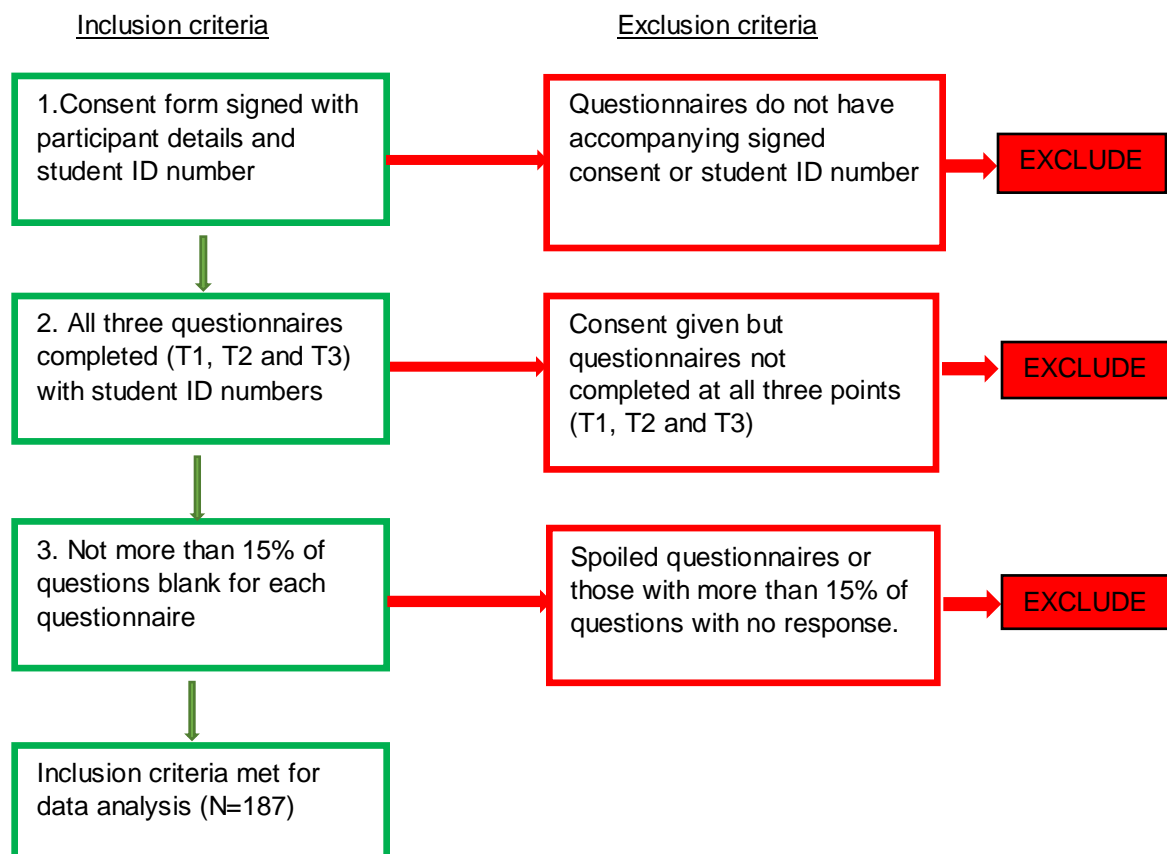 Inclusion criteria
Exclusion criteria
1.Consent form signed with
participant details and
student ID number
Questionnaires do not have
accompanying signed
consent or student ID number
EXCLUDE
2. All three questionnaires
completed (T1, T2 and T3)
with student ID numbers
Consent given but
questionnaires not
completed at all three points
(T1, T2 and T3)
EXCLUDE
3. Not more than 15% of
questions blank for each
questionnaire
Spoiled questionnaires or
those with more than 15% of
questions with no response.
EXCLUDE
Inclusion criteria met for
data analysis (N=187)